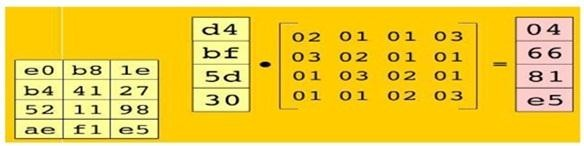 d4 02 01 01 03 04
bf 03 02 01 01 66
e0 b8 1e 5d • 01 03 02 01 = 81
b4 41 27 30 01 01 02 03 e5
52 11 98
ae f1 e5